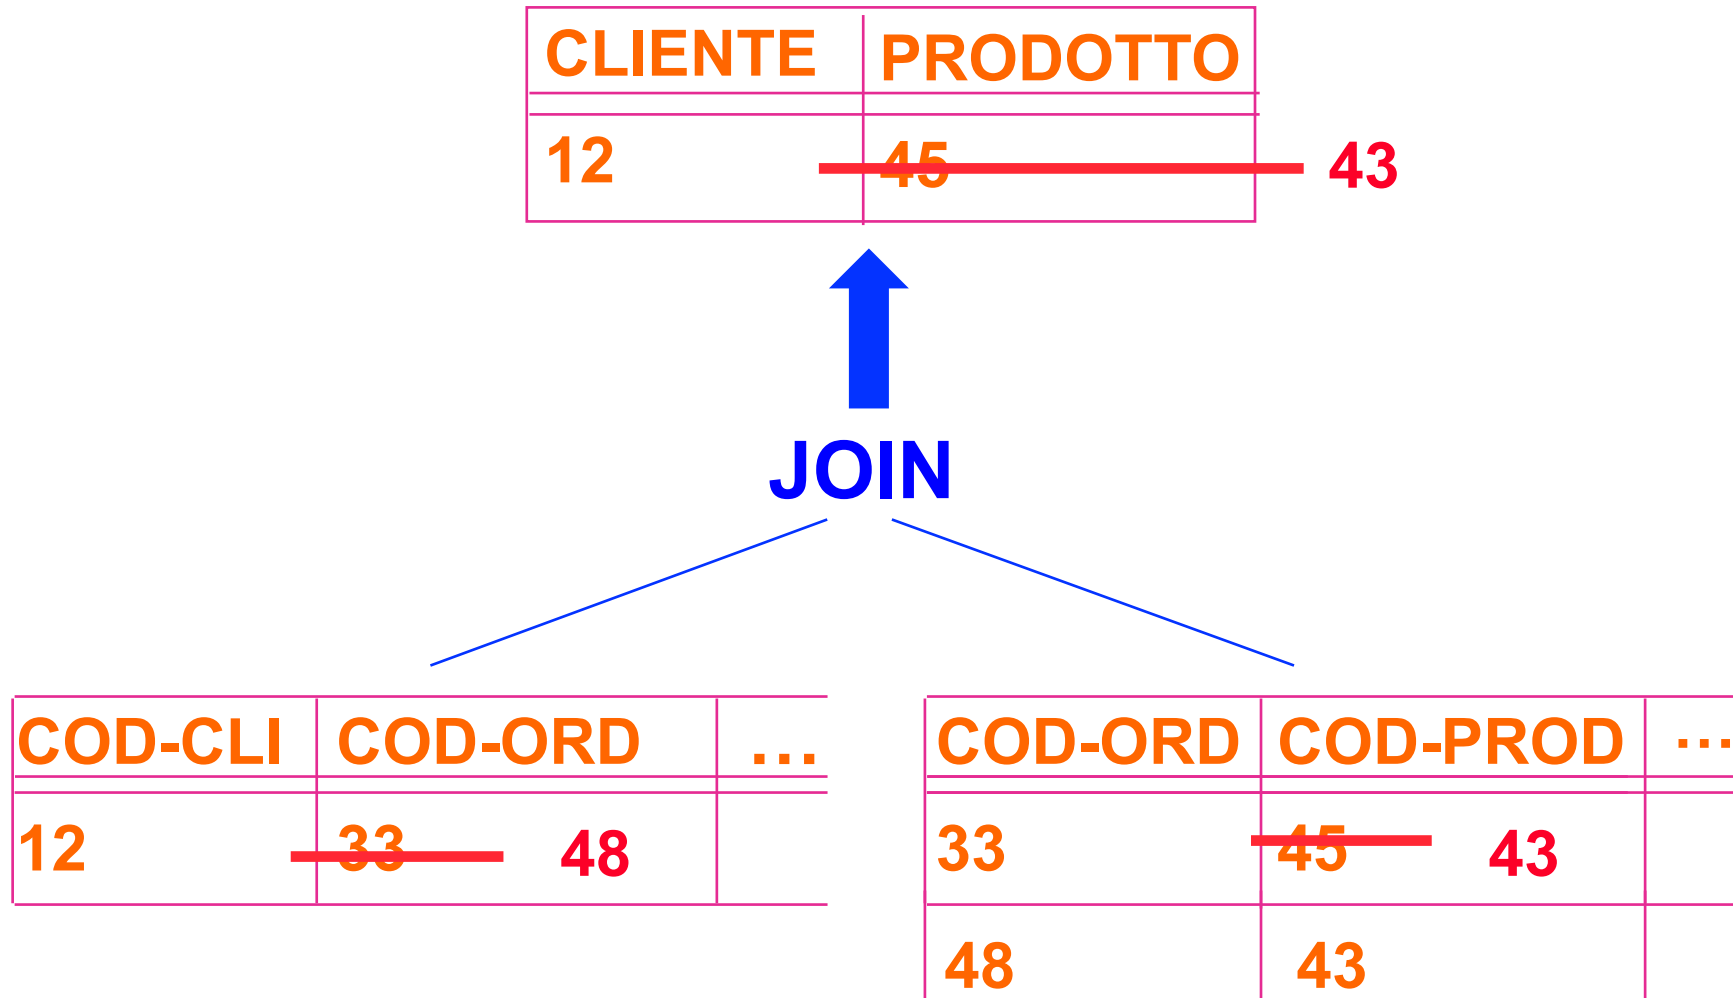 CLIENTE PRODOTTO
12 45 43
JOIN
COD-CLI COD-ORD ... COD-ORD COD-PROD ...
12 33 48 33 45 43
48 43